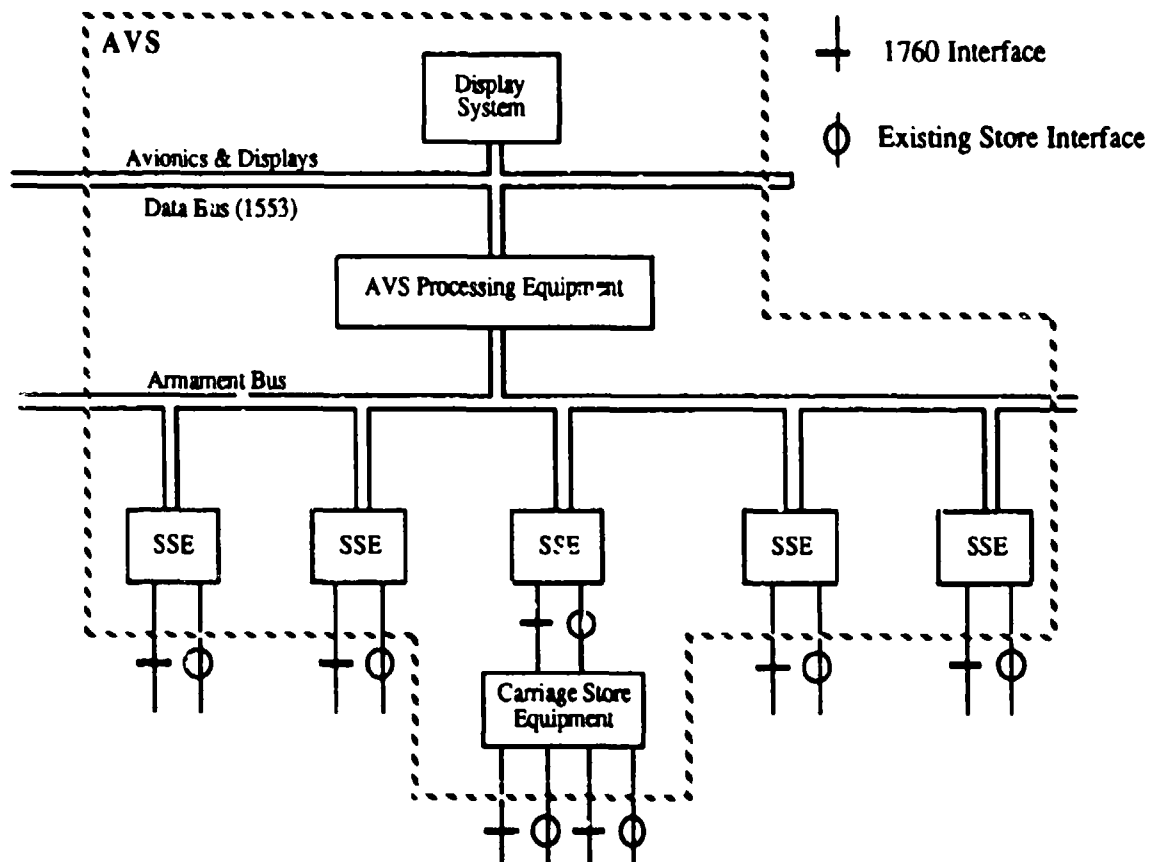 AVS
1760 Interface
Display
System
Existing Store Interface
Avionics & Displays
Data Bus (1553)
AVS Processing Equipment
Armament Bus
SSE
SSE
SSE
SSE
SSE
Carriage Store
Equipment